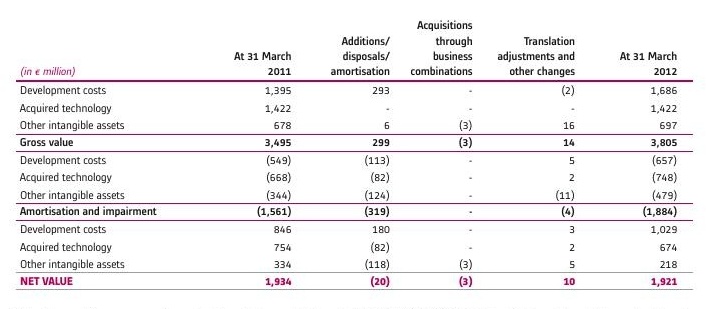 Acquisitions
Additions/ through Translation
At 31 March disposals/ business adjustments and At 31 March
(in € million) 2011 amortisation combinations other changes 2012
Development costs 1,395 293 - (2) 1,686
Acquired technology 1,422 - - - 1,422
Other intangible assets 678 6 (3) 16 697
Gross value 3,495 299 (3) 14 3,805
Development costs (549) (113) - 5 (657)
Acquired technology (668) (82) - 2 (748)
Other intangible assets (344) (124) - (11) (479)
Amortisation and impairment (1,561) (319) - (4) (1,884)
Development costs 846 180 - 3 1,029
Acquired technology 754 (82) - 2 674
Other intangible assets 334 (118) (3) 5 218
NET VALUE 1,934 (20) (3) 10 1,921